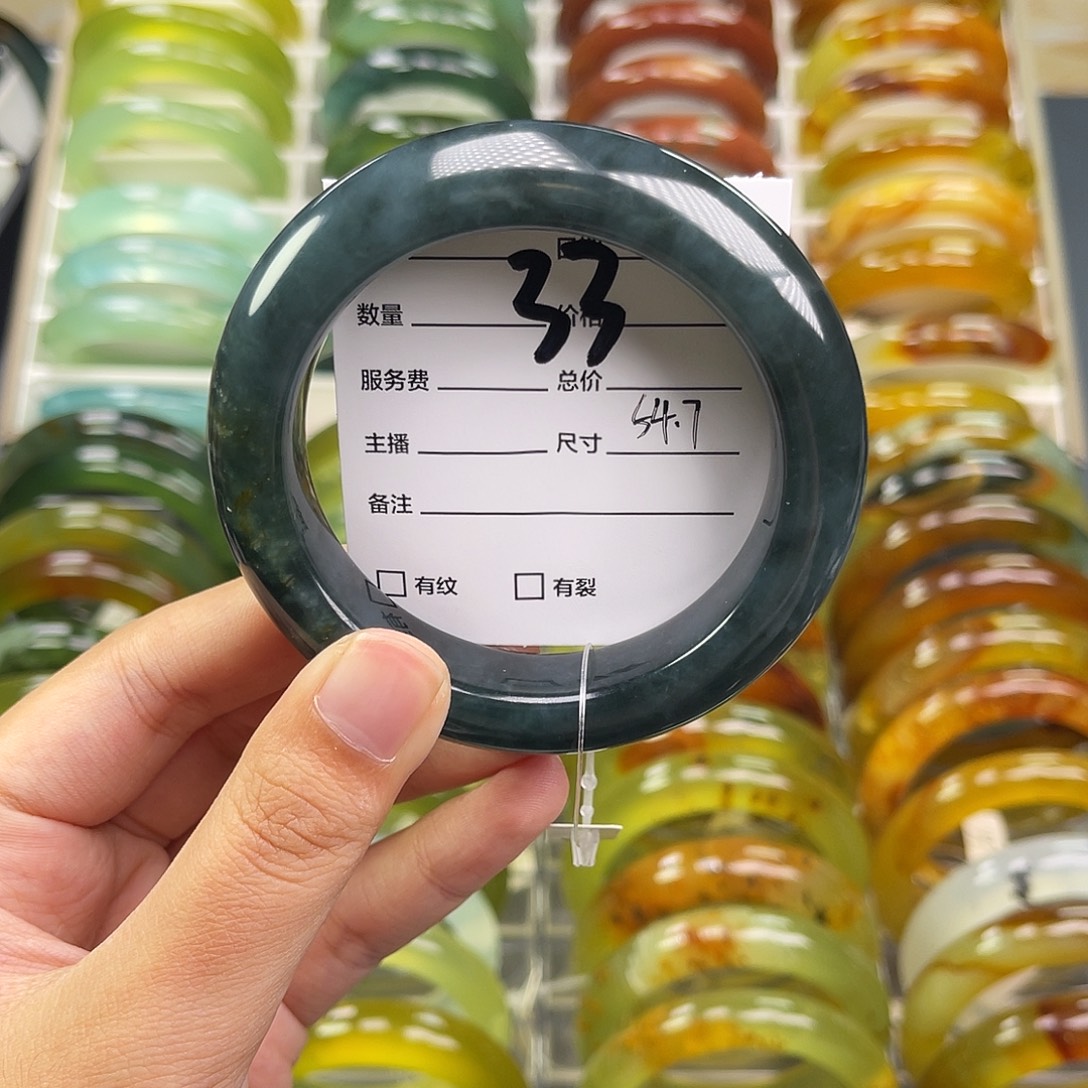 33
数量 价格
服务费 总价
54.7
主播 尺寸
备注
有纹 有裂